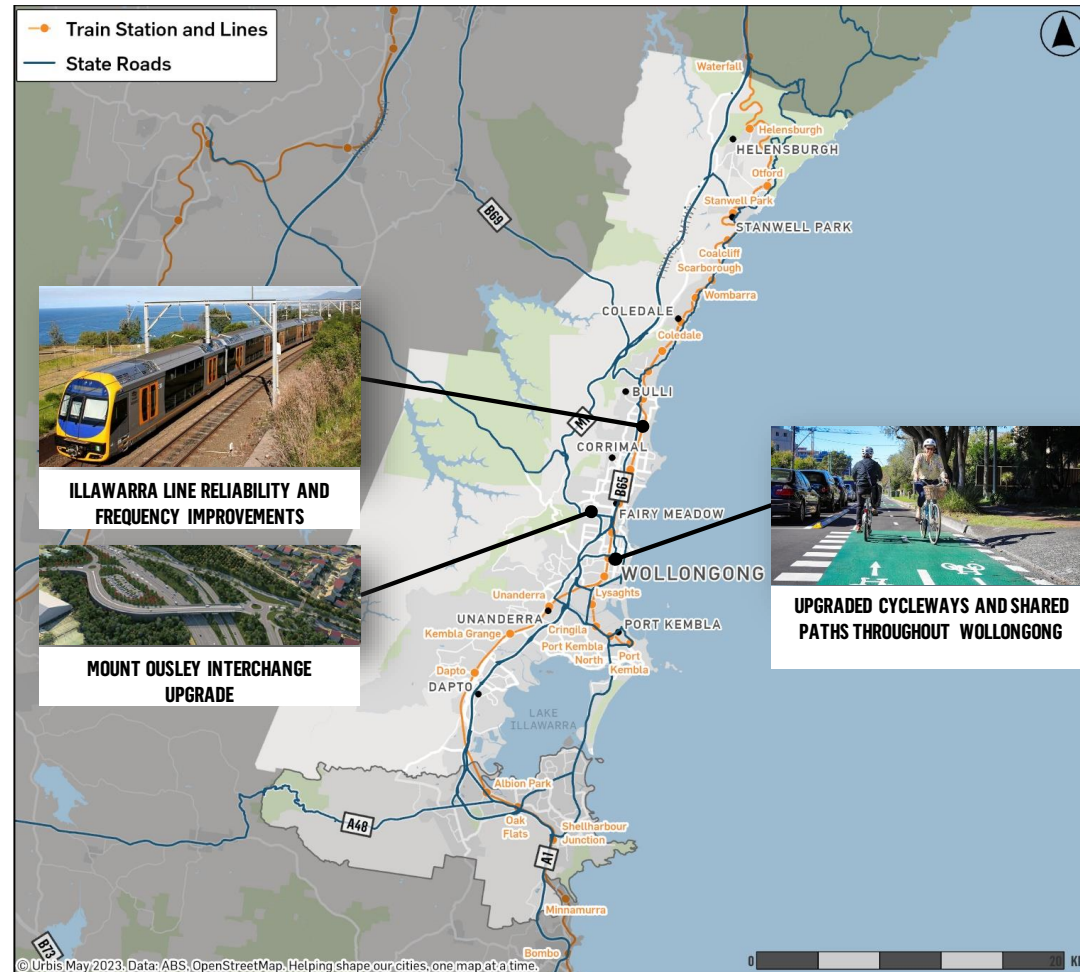 Train Station and Lines
State Roads
Waterfall
Helensburgh
HELENSBURGH
Otford
Stanwell Park
STANWELL PARK
B69
PRINCES MTWY
Coalcliff
Scarborough
Wombarra
COLEDALE
Coledale
BULLI
CORRIMAL
B65
FAIRY MEADOW
WOLLONGONG
ILLAWARRA LINE RELIABILITY AND
FREQUENCY IMPROVEMENTS
MOUNT OUSLEY INTERCHANGE
UPGRADE
UPGRADED CYCLEWAYS AND SHARED
PATHS THROUGHOUT WOLLONGONG
Lysaghts
Unanderra
UNANDERRA
PORT KEMBLA
Kembla Grange
Cringila
Port Kembla
North
Port
Kembla
Dapto
DAPTO
LAKE
ILLAWARRA
Albion Park
A48
Oak
Flats
Shellharbour
Junction
A1
Minnamurra
B73
Bombo
© Urbis May 2023. Data: ABS, OpenStreetMap. Helping shape our cities, one map at a time.
0
20